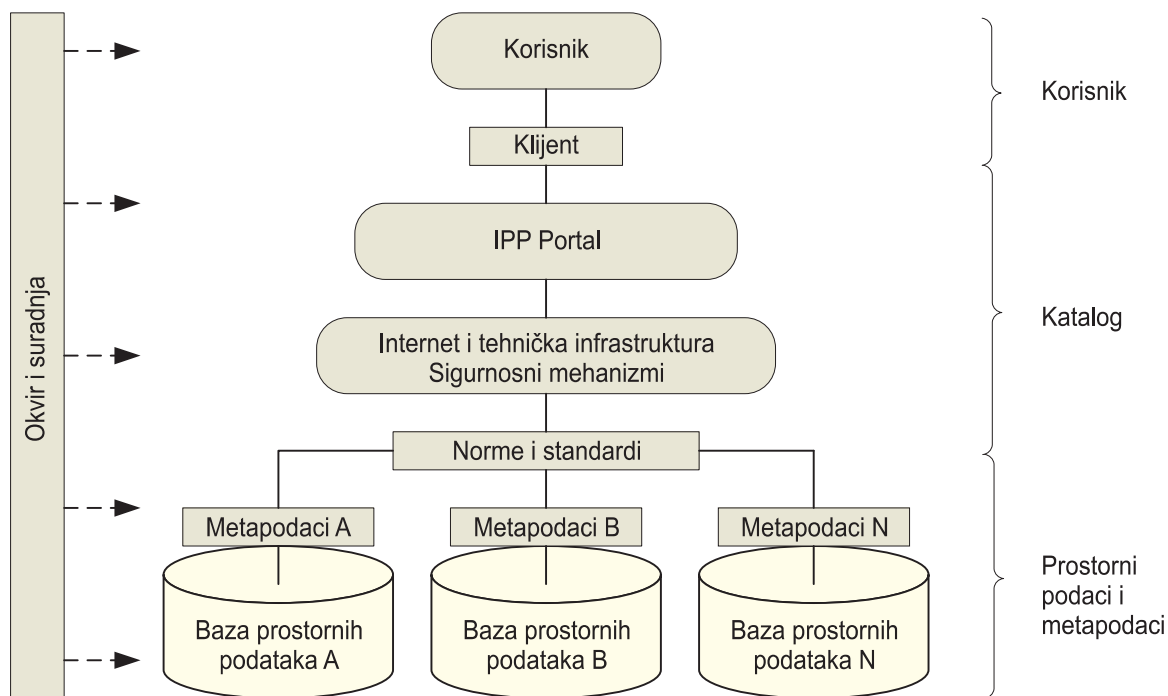 Okvir i suradnja
Korisnik
Klijent
Korisnik
IPP Portal
Internet i tehnička infrastruktura
Sigurnosni mehanizmi
Katalog
Norme i standardi
Metapodaci A
Metapodaci B
Metapodaci N
Baza prostornih
podataka A
Baza prostornih
podataka B
Baza prostornih
podataka N
Prostorni
podaci i
metapodaci